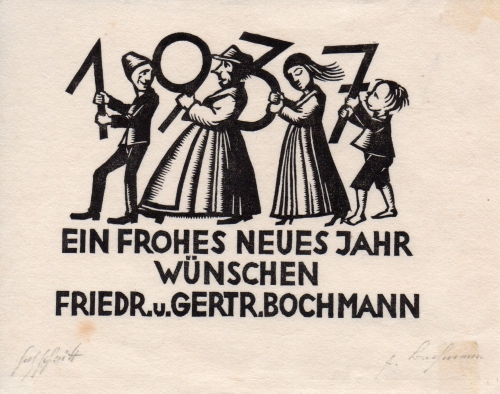 1937
EIN FROHES NEUES JAHR
WÜNSCHEN
FRIEDR. u. GERTR. BOCHMANN